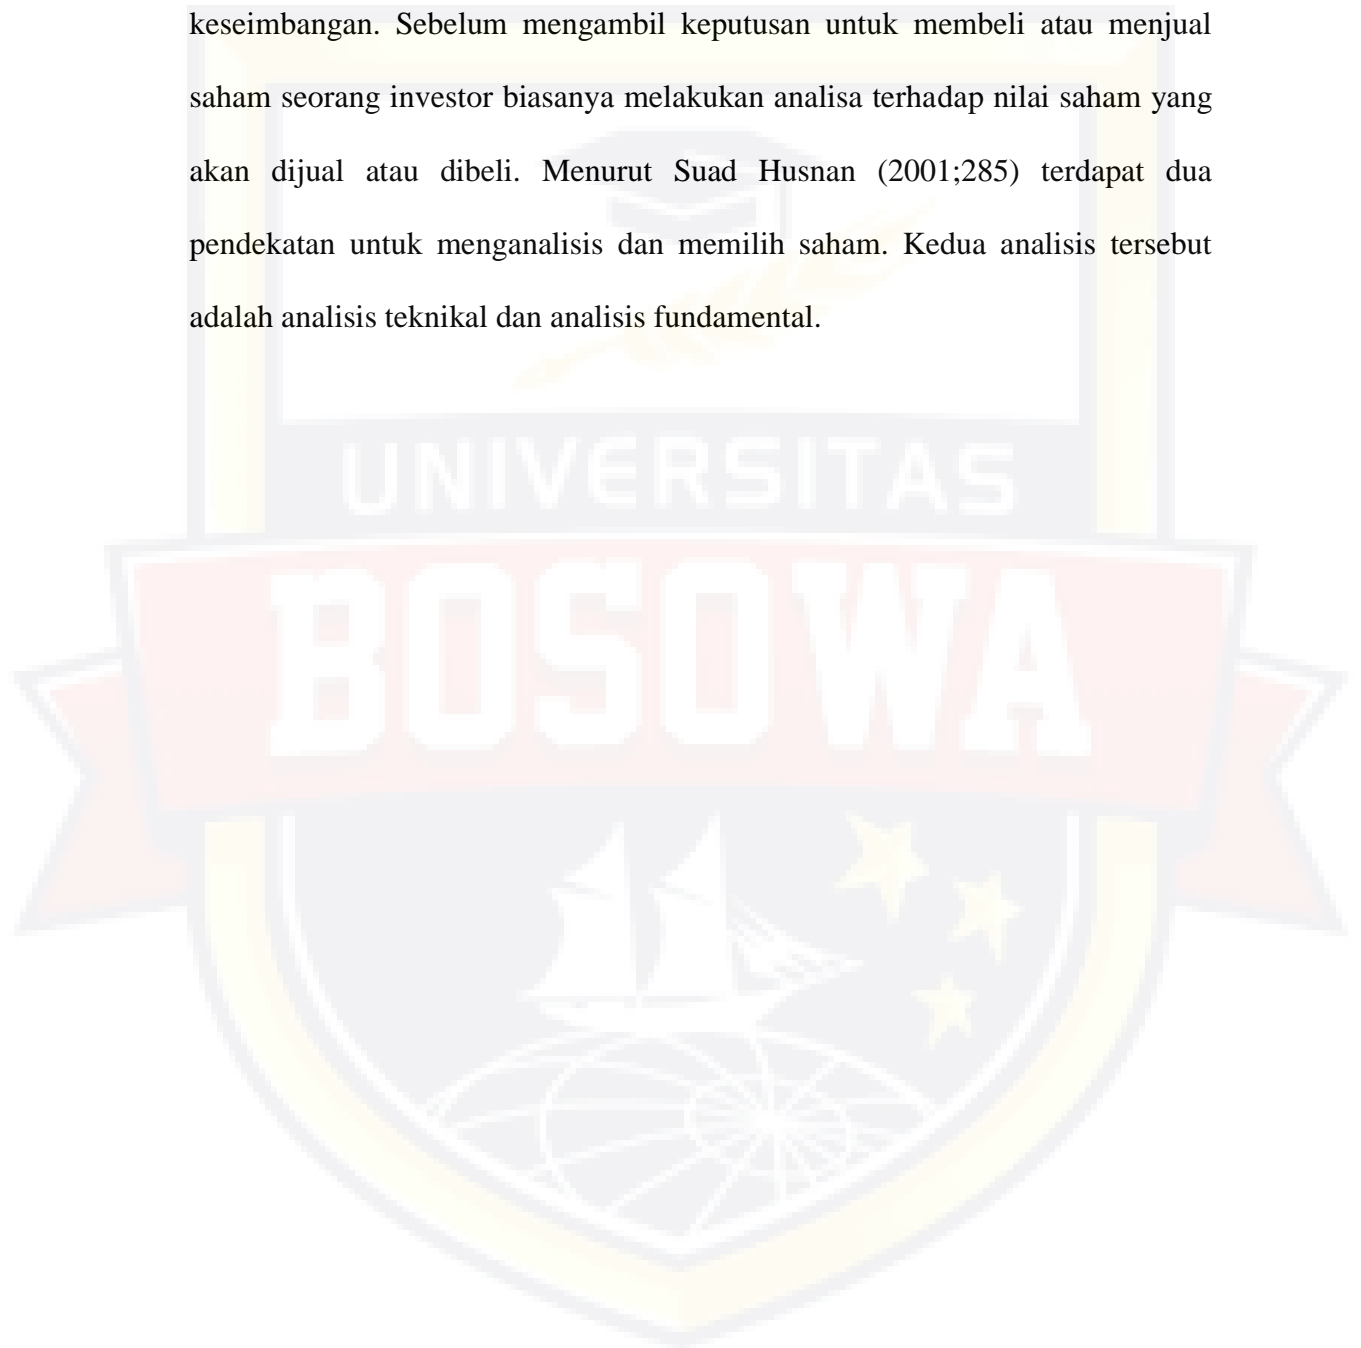 keseimbangan. Sebelum mengambil keputusan untuk membeli atau menjual
saham seorang investor biasanya melakukan analisa terhadap nilai saham yang
akan dijual atau dibeli. Menurut Suad Husnan (2001;285) terdapat dua
pendekatan untuk menganalisis dan memilih saham. Kedua analisis tersebut
adalah analisis teknikal dan analisis fundamental.
UNIVERSITAS
BOSOWA